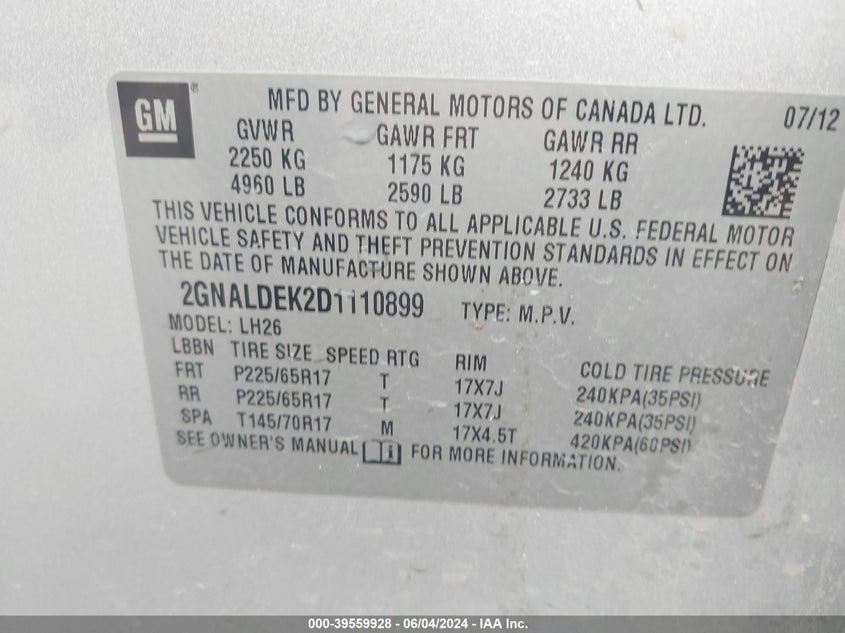 GM ®
MFD BY GENERAL MOTORS OF CANADA LTD. 07/12
GVWR GAWR FRT GAWR RR
2250 KG 1175 KG 1240 KG
4960 LB 2590 LB 2733 LB
THIS VEHICLE CONFORMS TO ALL APPLICABLE U.S. FEDERAL MOTOR
VEHICLE SAFETY AND THEFT PREVENTION STANDARDS IN EFFECT ON
THE DATE OF MANUFACTURE SHOWN ABOVE.
2GNALDEK2D1110899 TYPE: M.P.V.
MODEL: LH26
LBBN TIRE SIZE SPEED RTG RIM COLD TIRE PRESSURE
FRT P225/65R17 T 17X7J 240KPA(35PSI)
RR P225/65R17 T 17X7J 240KPA(35PSI)
SPA T145/70R17 M 17X4.5T 420KPA(60PSI)
SEE OWNER'S MANUAL FOR MORE INFORMATION.
000-39559928 - 06/04/2024 - IAA Inc.